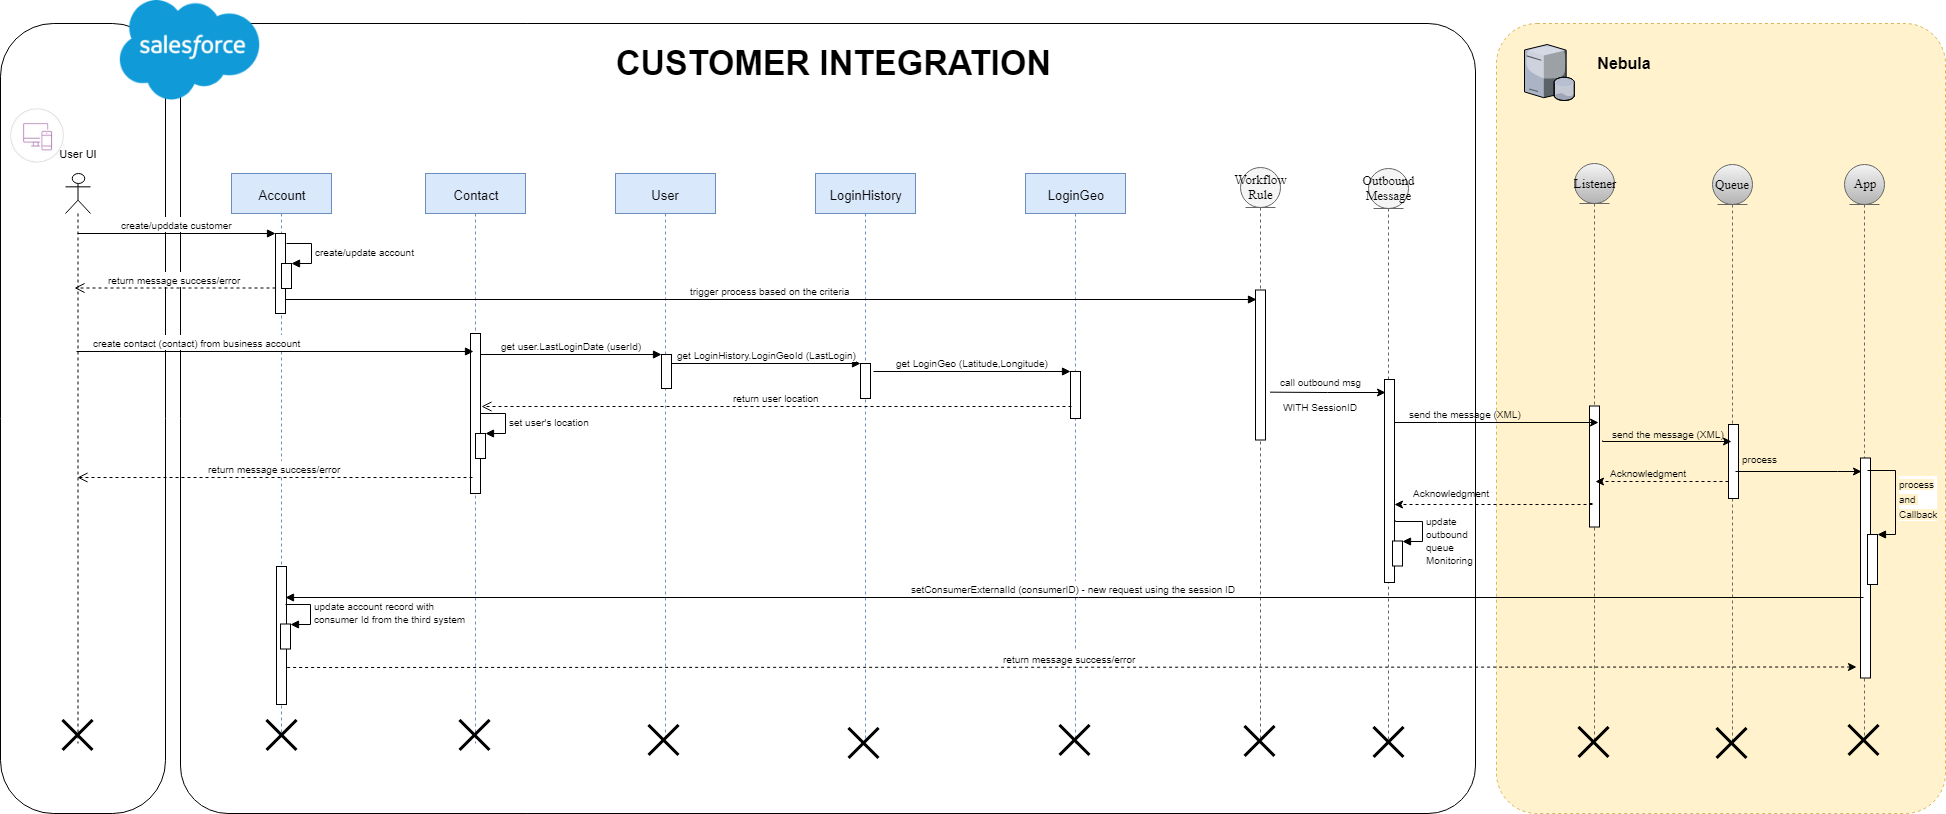 salesforce
CUSTOMER INTEGRATION
Nebula
User UI
Account
Contact
User
LoginHistory
LoginGeo
Workflow
Rule
Outbound
Message
Listener
Queue
App
create/upddate customer
create/update account
return message success/error
trigger process based on the criteria
create contact (contact) from business account
get user.LastLoginDate (userId)
get LoginHistory.LoginGeoId (LastLogin)
get LoginGeo (Latitude,Longitude)
call outbound msg
WITH SessionID
return user location
set user's location
send the message (XML)
send the message (XML)
process
return message success/error
Acknowledgment
process
and
Callback
Acknowledgment
update
outbound
queue
Monitoring
setConsumerExternalId (consumerID) - new request using the session ID
update account record with
consumer Id from the third system
return message success/error